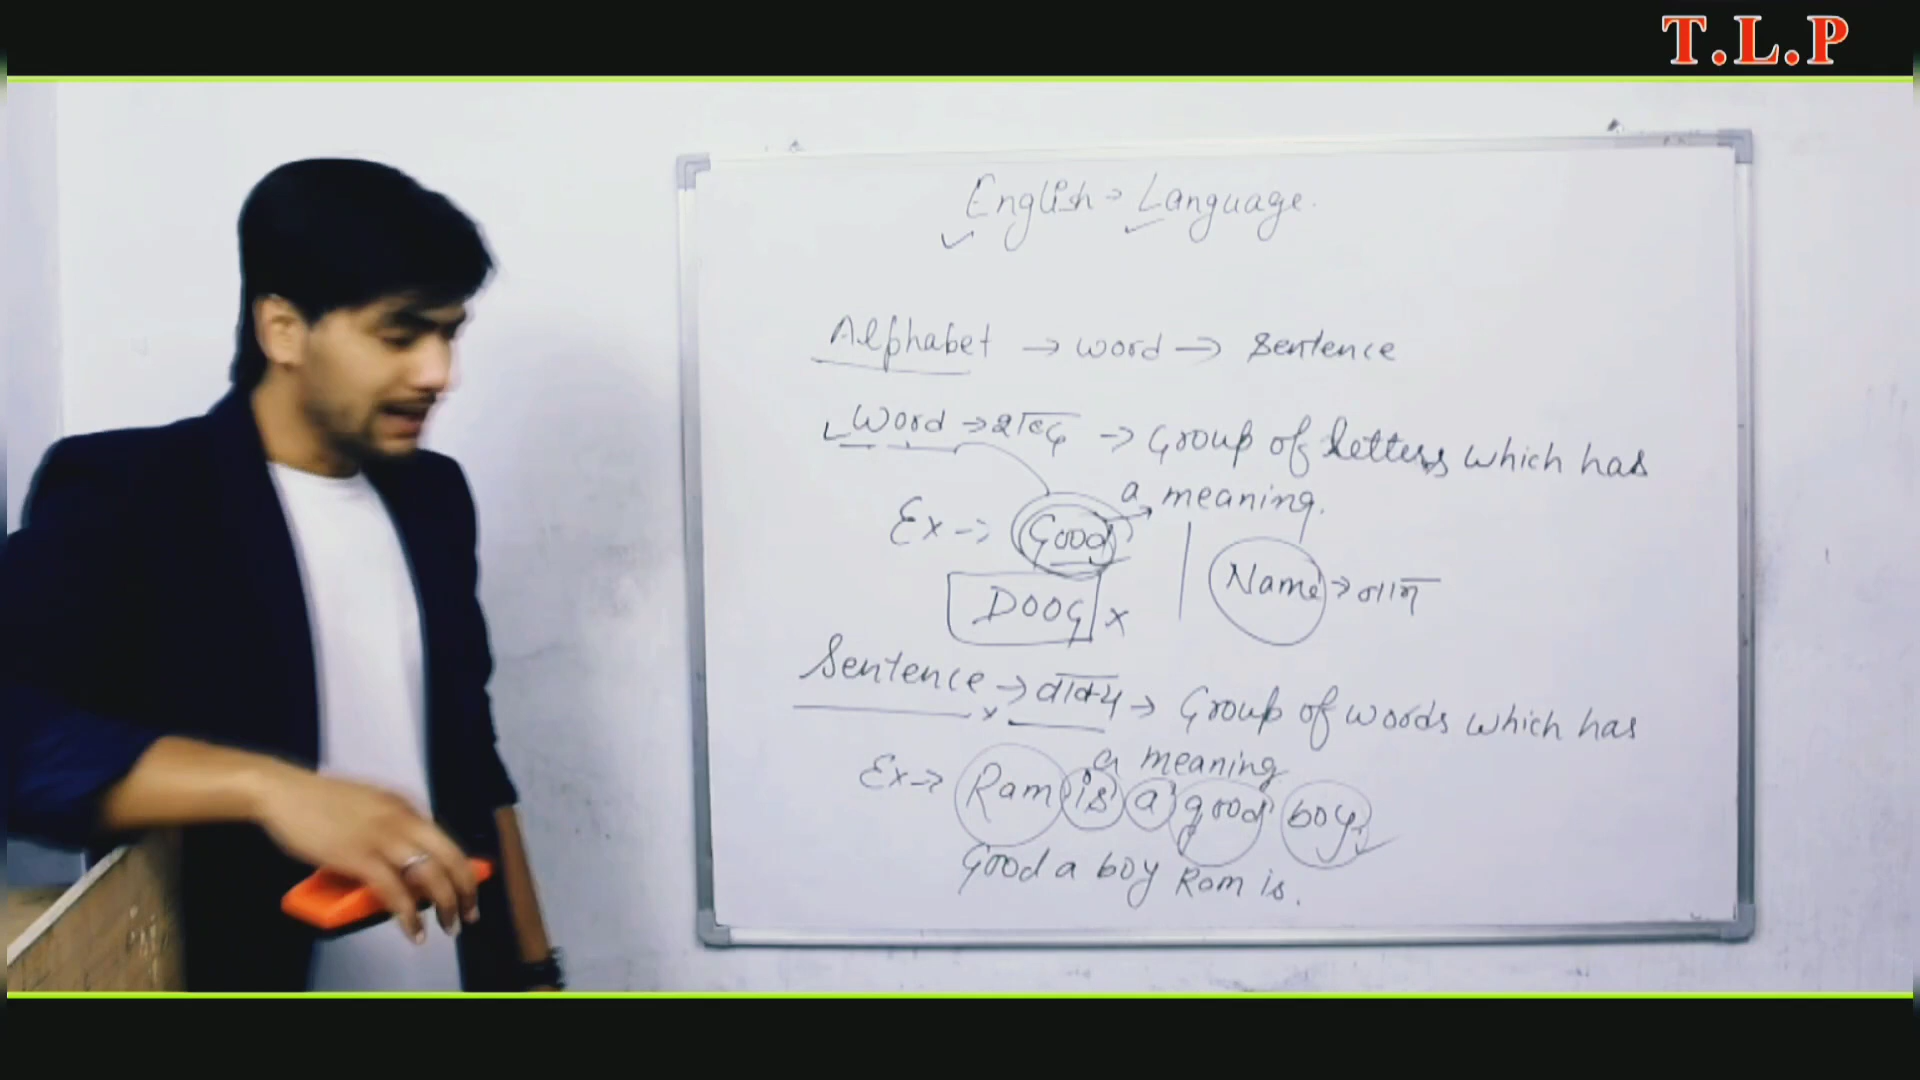 T.L.P
English → Language.
Alphabet → word → Sentence
Word → शब्द → Group of letters which has
a meaning.
Ex → Good
Name → नाम
DOOG x
Sentence → वाक्य → Group of words which has
a meaning
Ex → Ram is a good boy.
Good a boy Ram is.